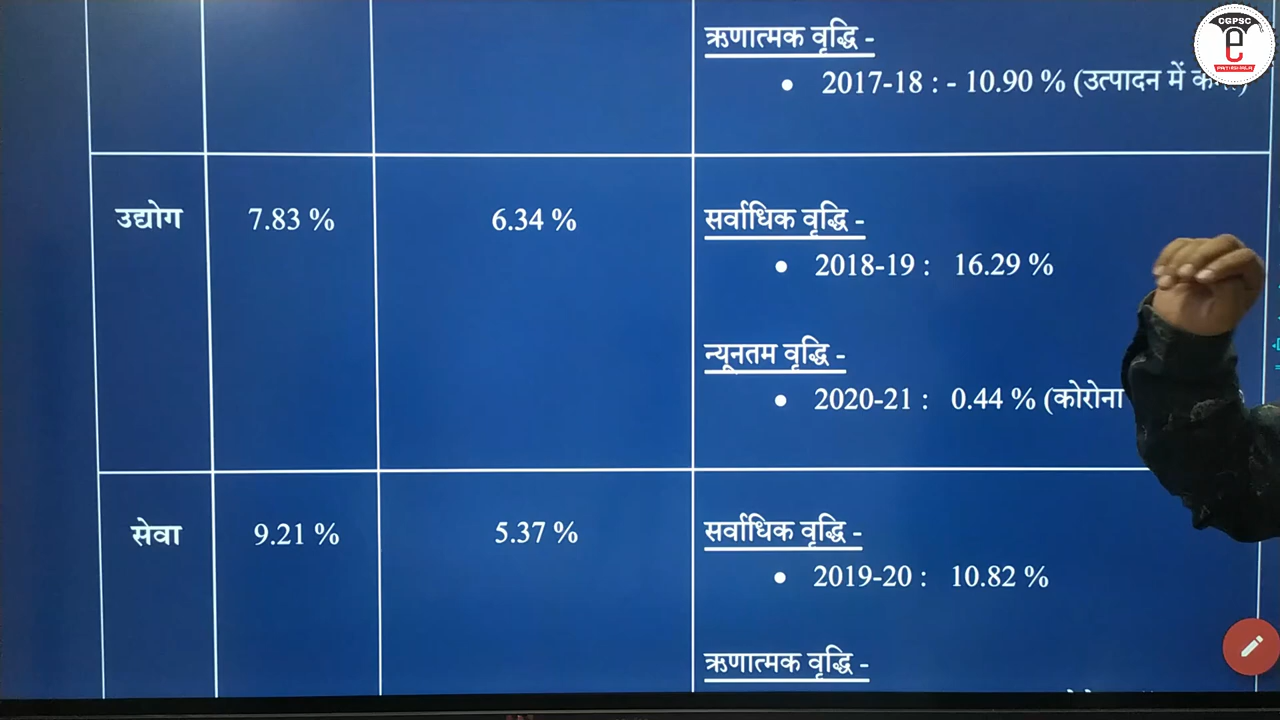 CGPSC
e
PATHSHALA
ऋणात्मक वृद्धि -
• 2017-18 : - 10.90 % (उत्पादन में
उद्योग 7.83 % 6.34 % सर्वाधिक वृद्धि -
• 2018-19 : 16.29 %
न्यूनतम वृद्धि -
• 2020-21 : 0.44 % (कोरोना
सेवा 9.21 % 5.37 % सर्वाधिक वृद्धि -
• 2019-20 : 10.82 %
ऋणात्मक वृद्धि -